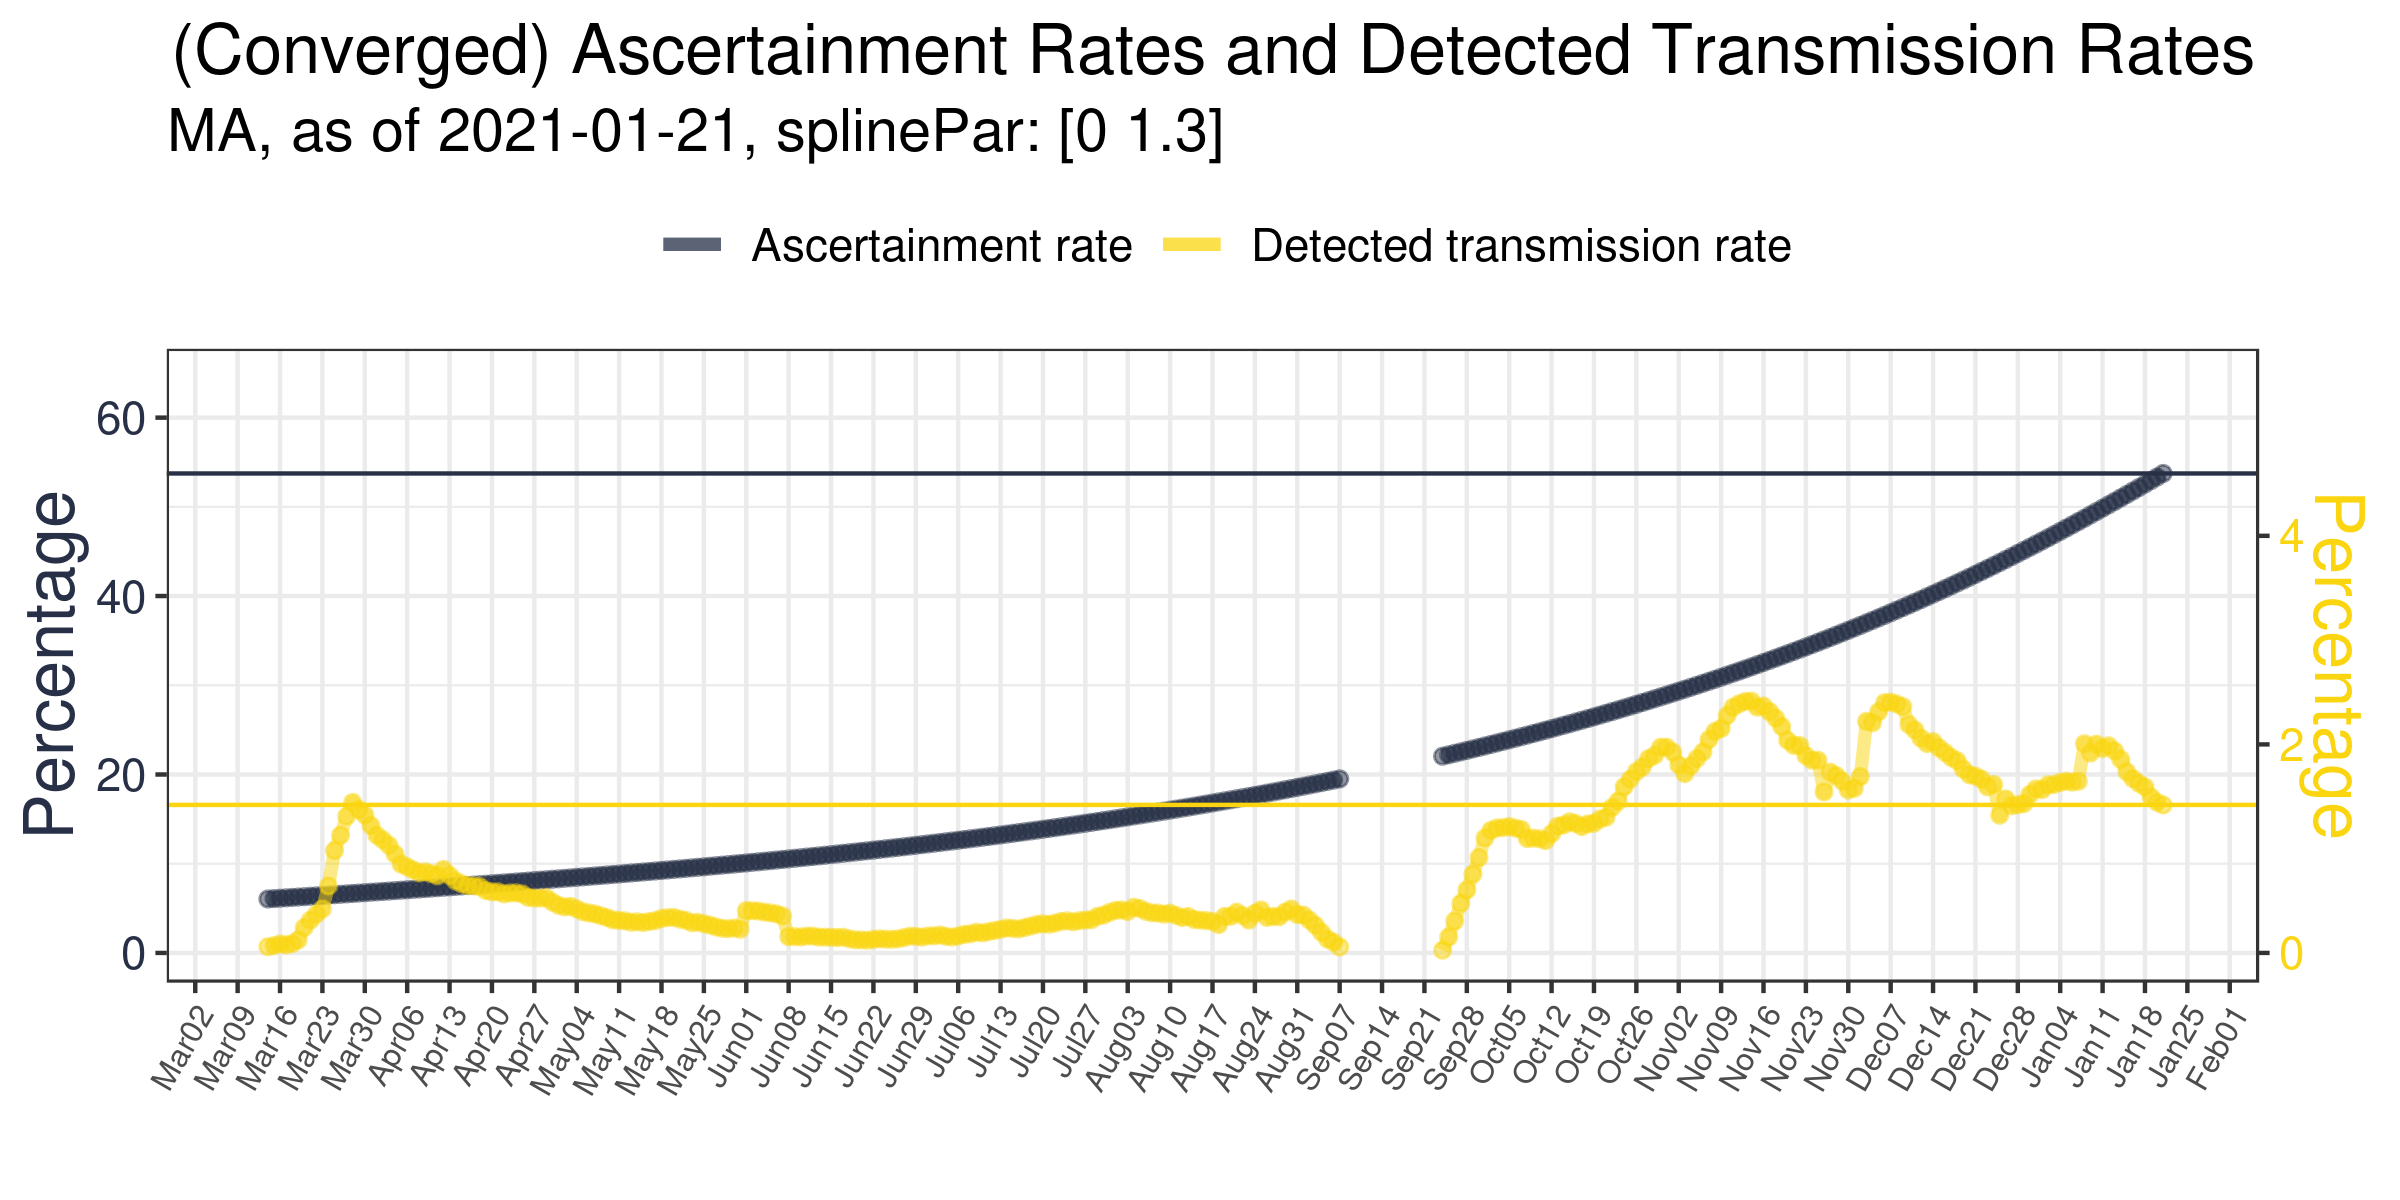 (Converged) Ascertainment Rates and Detected Transmission Rates
MA, as of 2021-01-21, splinePar: [0 1.3]
Ascertainment rate Detected transmission rate
Percentage
60
40
20
0
4
2
0
Percentage
Mar02 Mar09 Mar16 Mar23 Mar30 Apr06 Apr13 Apr20 Apr27 May04 May11 May18 May25 Jun01 Jun08 Jun15 Jun22 Jun29 Jul06 Jul13 Jul20 Jul27 Aug03 Aug10 Aug17 Aug24 Aug31 Sep07 Sep14 Sep21 Sep28 Oct05 Oct12 Oct19 Oct26 Nov02 Nov09 Nov16 Nov23 Nov30 Dec07 Dec14 Dec21 Dec28 Jan04 Jan11 Jan18 Jan25 Feb01